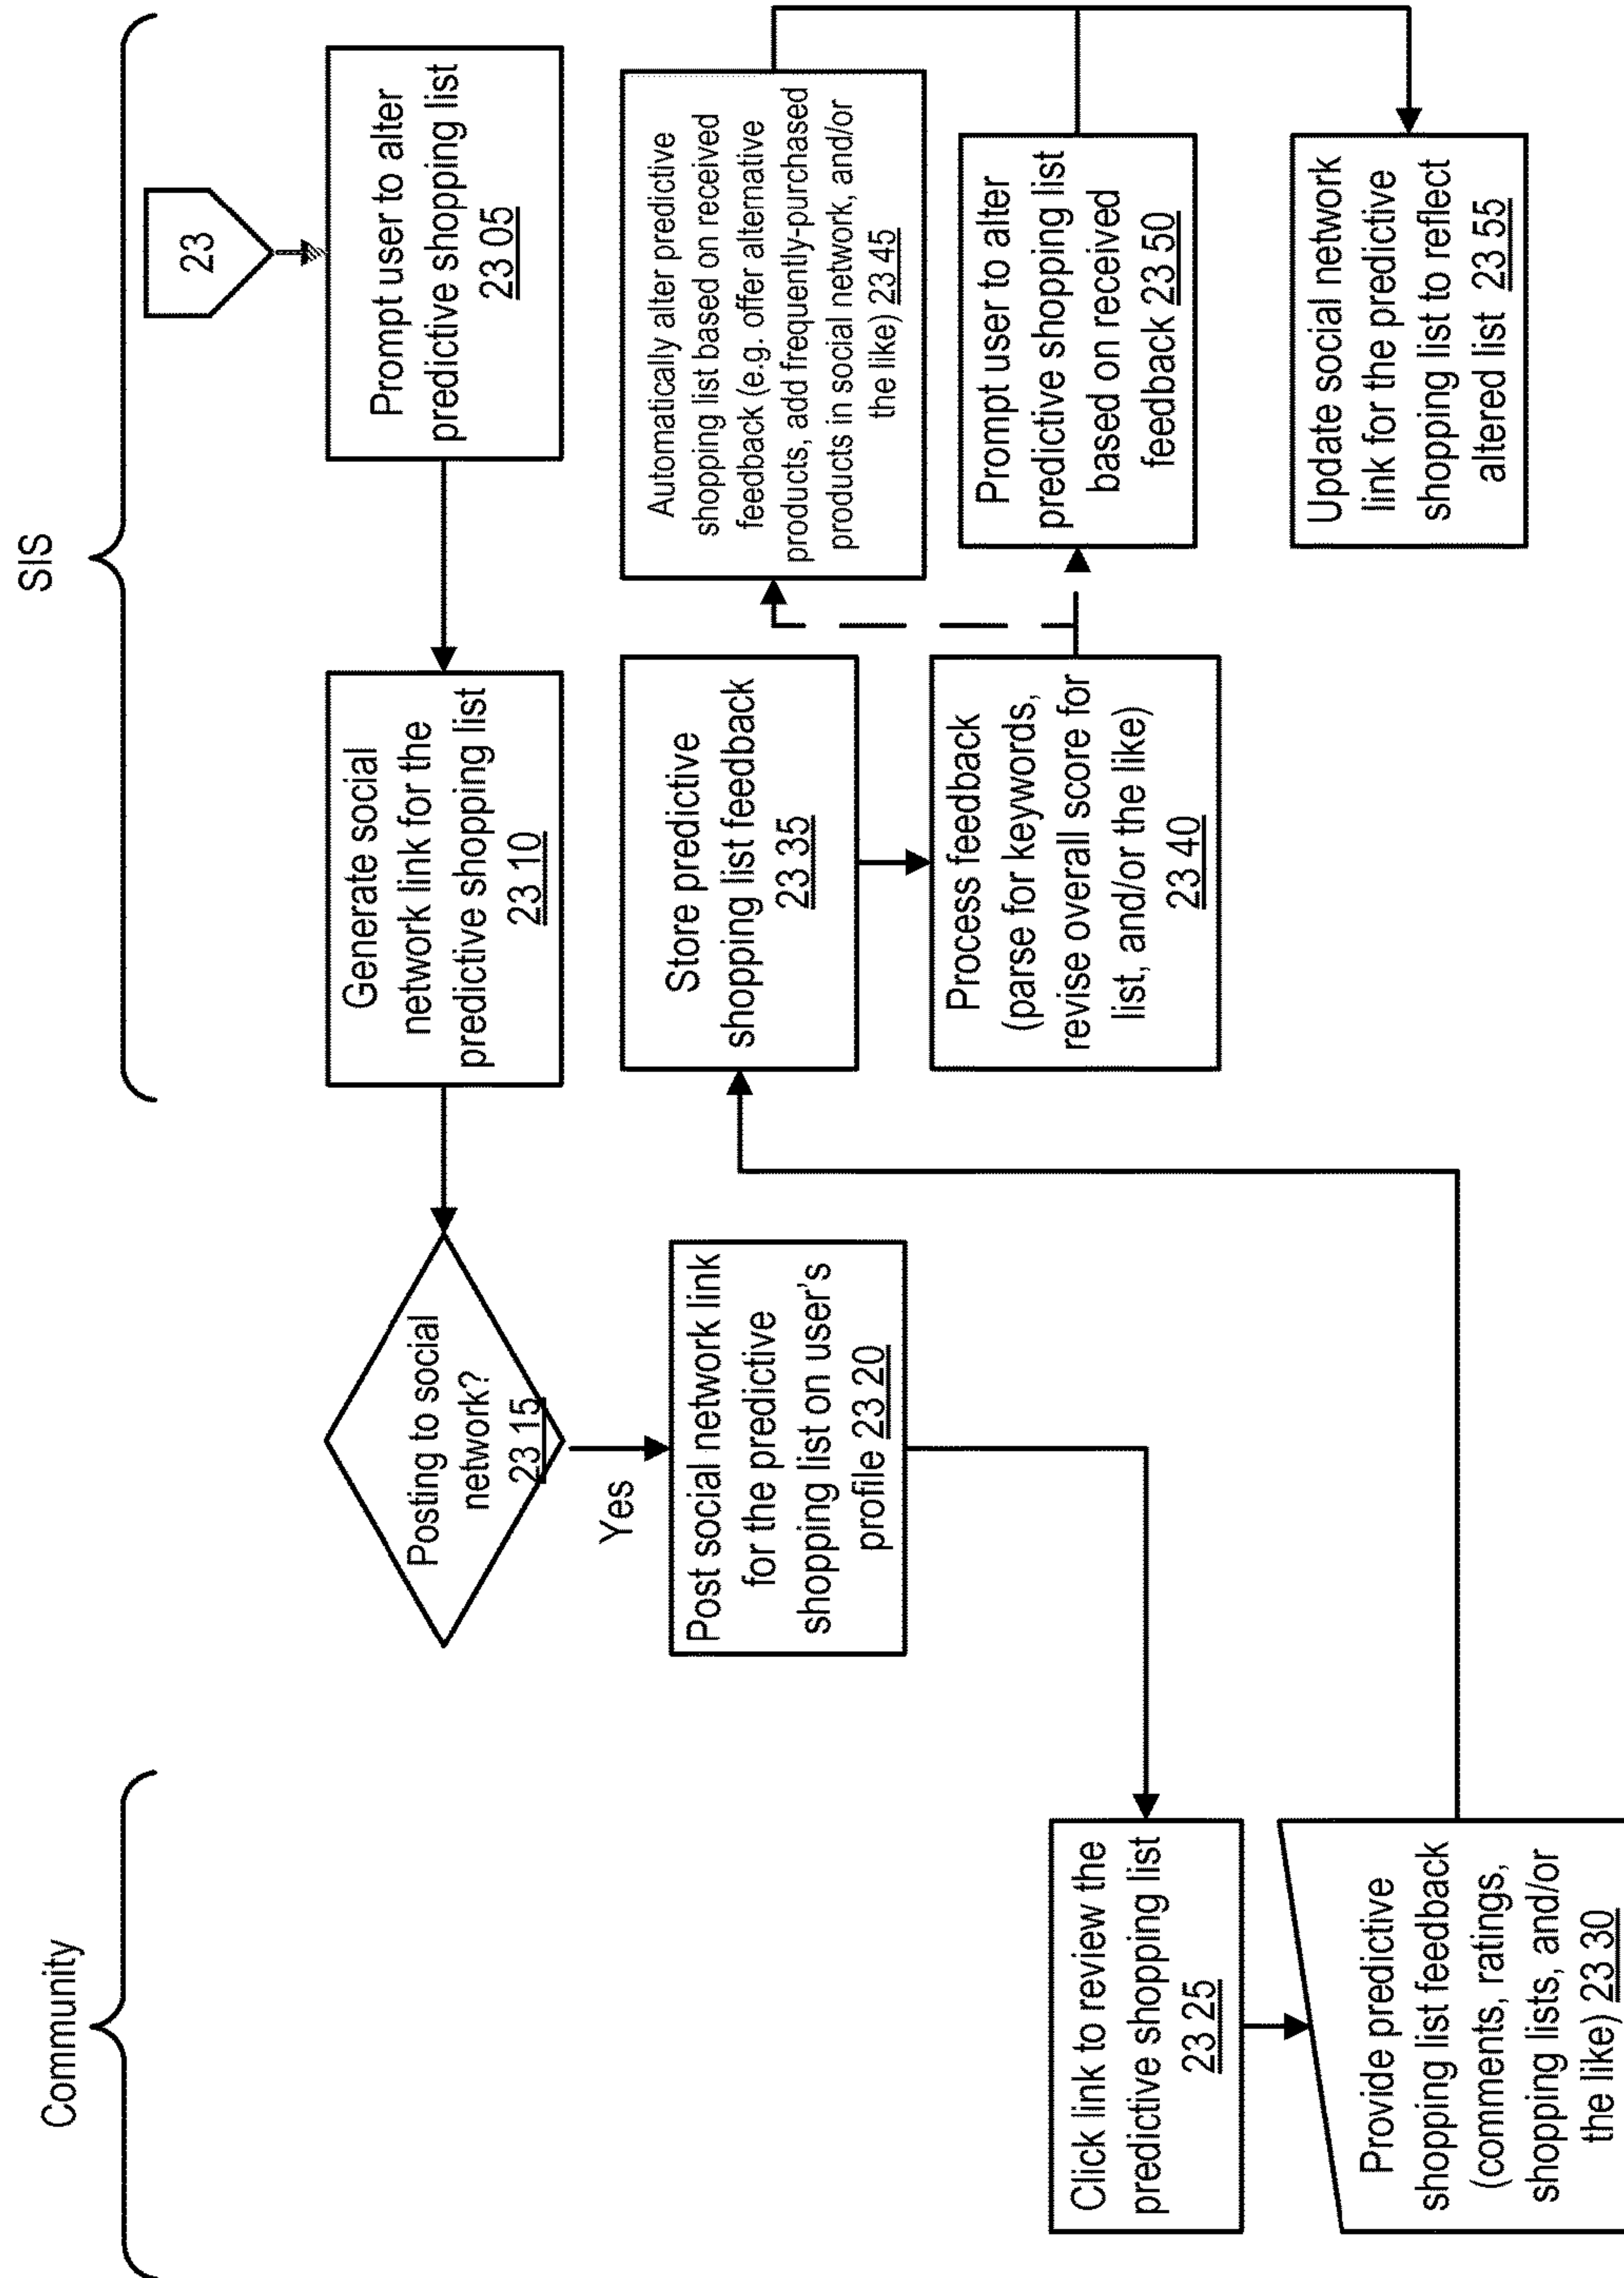 Community
SIS
23
Prompt user to alter
predictive shopping list
23 05
Generate social
network link for the
predictive shopping list
23 10
Posting to social
network?
23 15
Yes
Post social network link
for the predictive
shopping list on user's
profile 23 20
Click link to review the
predictive shopping list
23 25
Provide predictive
shopping list feedback
(comments, ratings,
shopping lists, and/or
the like) 23 30
Store predictive
shopping list feedback
23 35
Process feedback
(parse for keywords,
revise overall score for
list, and/or the like)
23 40
Automatically alter predictive
shopping list based on received
feedback (e.g. offer alternative
products, add frequently-purchased
products in social network, and/or
the like) 23 45
Prompt user to alter
predictive shopping list
based on received
feedback 23 50
Update social network
link for the predictive
shopping list to reflect
altered list 23 55